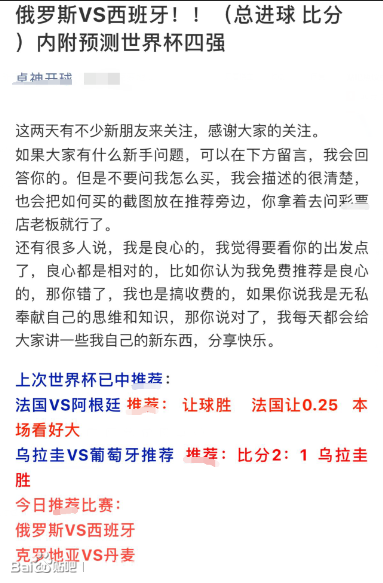 俄罗斯VS西班牙！！（总进球 比分
）内附预测世界杯四强
卓神开球
这两天有不少新朋友来关注，感谢大家的关注。
如果大家有什么新手问题，可以在下方留言，我会回
答你的。但是不要问我怎么买，我会描述的很清楚，
也会把如何买的截图放在推荐旁边，你拿着去问彩票
店老板就行了。
还有很多人说，我是良心的，我觉得要看你的出发点
了，良心都是相对的，比如你认为我免费推荐是良心
的，那你错了，我也是搞收费的，如果你说我是无私
奉献自己的思维和知识，那你说对了，我每天都会给
大家讲一些我自己的新东西，分享快乐。
上次世界杯已中推荐：
法国VS阿根廷 推荐： 让球胜 法国让0.25 本
场看好大
乌拉圭VS葡萄牙推荐 推荐：比分2：1 乌拉圭
胜
今日推荐比赛：
俄罗斯VS西班牙
克罗地亚VS丹麦
Bai贴吧